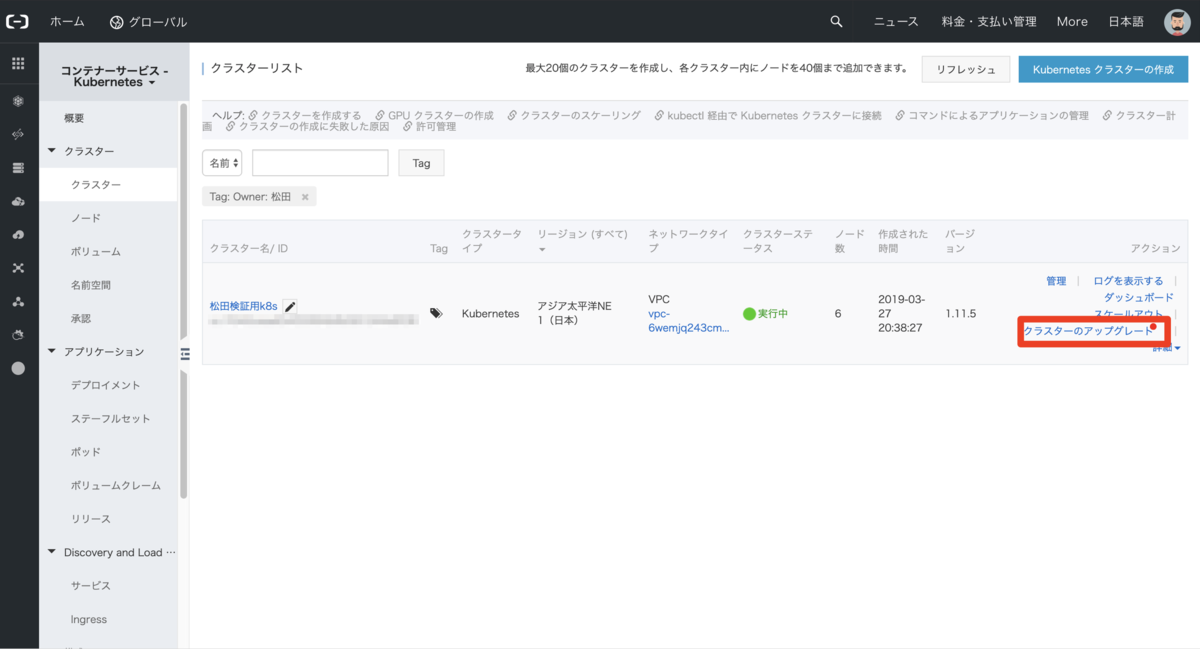 ホーム グローバル ニュース 料金・支払い管理 More 日本語
コンテナーサービス -
Kubernetes
概要
クラスター
クラスター
ノード
ボリューム
名前空間
承認
アプリケーション
デプロイメント
ステーフルセット
ポッド
ボリュームクレーム
リリース
Discovery and Load ···
サービス
Ingress
クラスターリスト 最大20個のクラスターを作成し、各クラスター内にノードを40個まで追加できます。 リフレッシュ Kubernetes クラスターの作成
ヘルプ: クラスターを作成する GPU クラスターの作成 クラスターのスケーリング kubectl 経由で Kubernetes クラスターに接続 コマンドによるアプリケーションの管理 クラスター計
画 クラスターの作成に失敗した原因 許可管理
名前 Tag
Tag: Owner: 松田 ×
クラスター名/ ID Tag クラスタータ
イプ リージョン (すべて) ネットワークタイ
プ クラスターステ
ータス ノード
数 作成された
時間 バージ
ョン アクション
松田検証用k8s
Kubernetes
アジア太平洋NE
1（日本）
VPC
vpc-
6wemjq243cm...
実行中
6
2019-03-
27
20:38:27
1.11.5
管理 | ログを表示する |
ダッシュボード
スケールアウト |
クラスターのアップグレード |
詳細